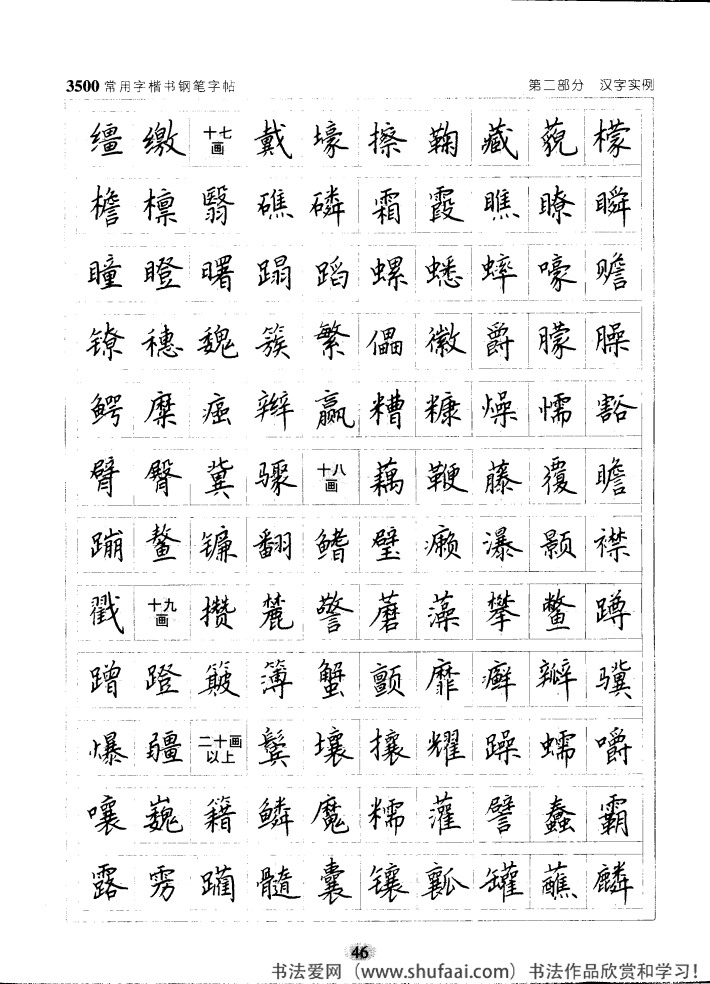 3500常用字楷书钢笔字帖 第二部分 汉字实例
缰 缴 十七画 戴 壕 擦 鞠 藏 藐 檬
檐 檩 翳 礁 磷 霜 霞 瞧 瞭 瞬
瞳 瞪 曙 蹋 蹈 螺 蟋 蟀 嚎 赡
镣 穗 魏 簇 繁 儡 徽 爵 朦 臊
鳄 糜 癌 辫 赢 糟 糠 燥 懦 豁
臂 臀 冀 骤 十八画 藕 鞭 藤 覆 瞻
蹦 鳌 镰 翻 鳍 璧 癞 瀑 颢 襟
戳 十九画 攒 麓 警 蘑 藻 攀 鳖 蹲
蹭 蹬 簸 簿 蟹 颤 靡 癣 瓣 骥
爆 疆 二十画以上 鬓 壤 攘 耀 躁 蠕 嚼
嚷 巍 籍 鳞 魔 糯 灌 譬 蠢 霸
露 雳 躏 髓 囊 镶 瓤 罐 蘸 麟
46
书法爱网（www.shufaai.com）书法作品欣赏和学习！